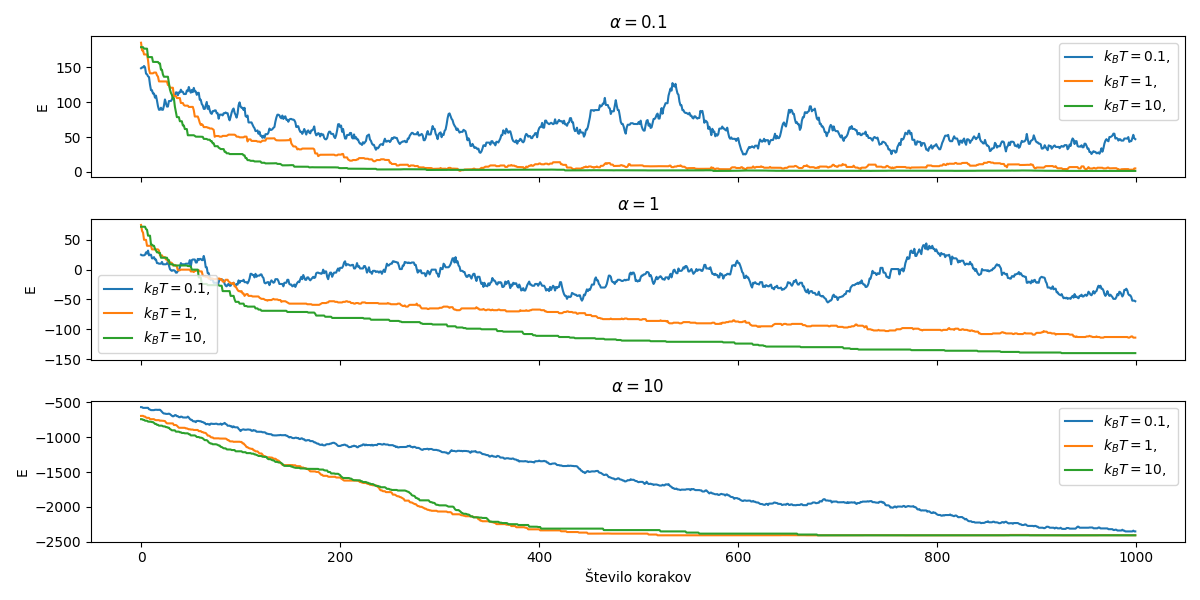 α = 0.1
E
150
100
50
0
k_BT = 0.1,
k_BT = 1,
k_BT = 10,
α = 1
E
50
0
−50
−100
−150
k_BT = 0.1,
k_BT = 1,
k_BT = 10,
α = 10
E
−500
−1000
−1500
−2000
−2500
k_BT = 0.1,
k_BT = 1,
k_BT = 10,
0 200 400 600 800 1000
Število korakov